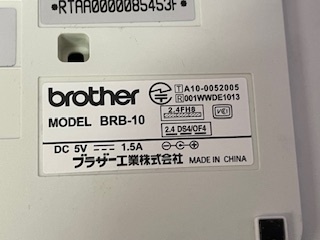 RTAA0000085453F
brother
T A10-0052005
R 001WWDE1013
MODEL BRB-10
2.4FH8
VCI
2.4 DS4/OF4
DC 5V 1.5A
ブラザー工業株式会社 MADE IN CHINA